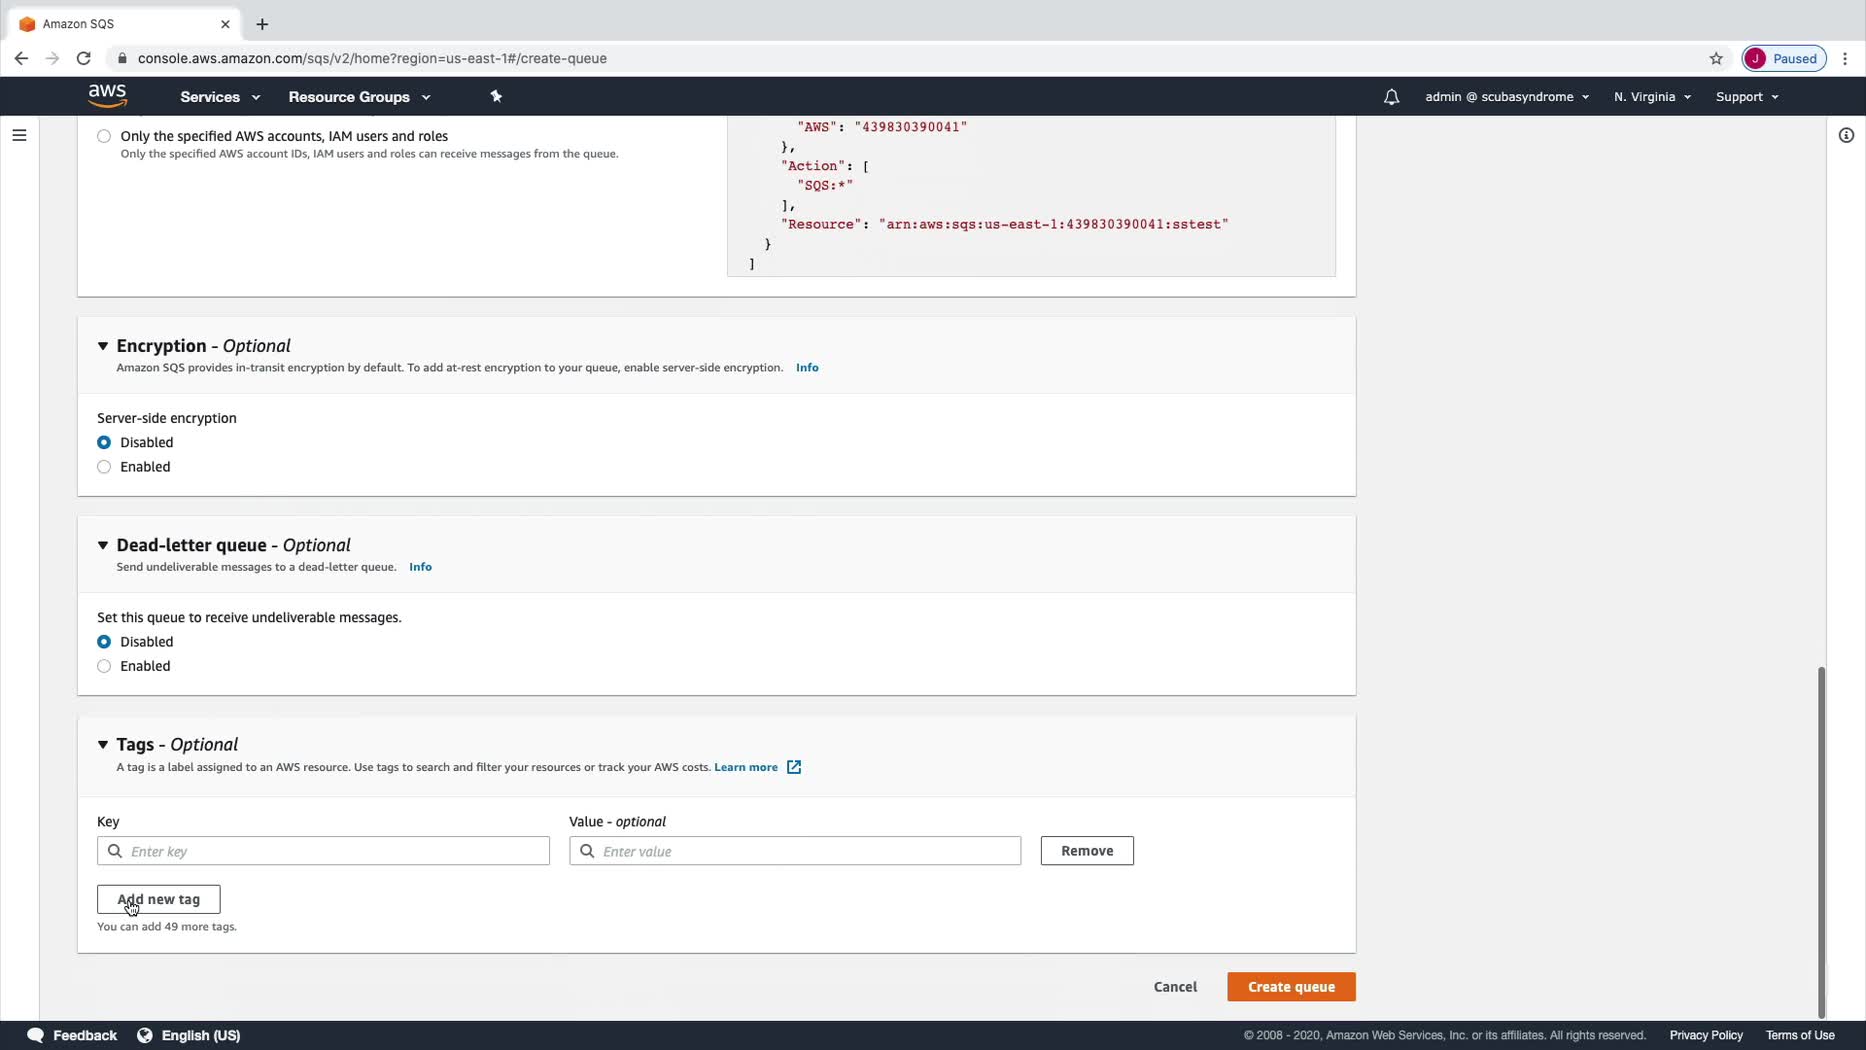 Amazon SQS
console.aws.amazon.com/sqs/v2/home?region=us-east-1#/create-queue
J Paused
aws Services Resource Groups admin @ scubasyndrome N. Virginia Support
Only the specified AWS accounts, IAM users and roles
Only the specified AWS account IDs, IAM users and roles can receive messages from the queue.
"AWS": "439830390041"
},
"Action": [
"SQS:*"
],
"Resource": "arn:aws:sqs:us-east-1:439830390041:sstest"
}
]
Encryption - Optional
Amazon SQS provides in-transit encryption by default. To add at-rest encryption to your queue, enable server-side encryption. Info
Server-side encryption
Disabled
Enabled
Dead-letter queue - Optional
Send undeliverable messages to a dead-letter queue. Info
Set this queue to receive undeliverable messages.
Disabled
Enabled
Tags - Optional
A tag is a label assigned to an AWS resource. Use tags to search and filter your resources or track your AWS costs. Learn more
Key Value - optional
Enter key Enter value Remove
Add new tag
You can add 49 more tags.
Cancel Create queue
Feedback English (US) © 2008 - 2020, Amazon Web Services, Inc. or its affiliates. All rights reserved. Privacy Policy Terms of Use